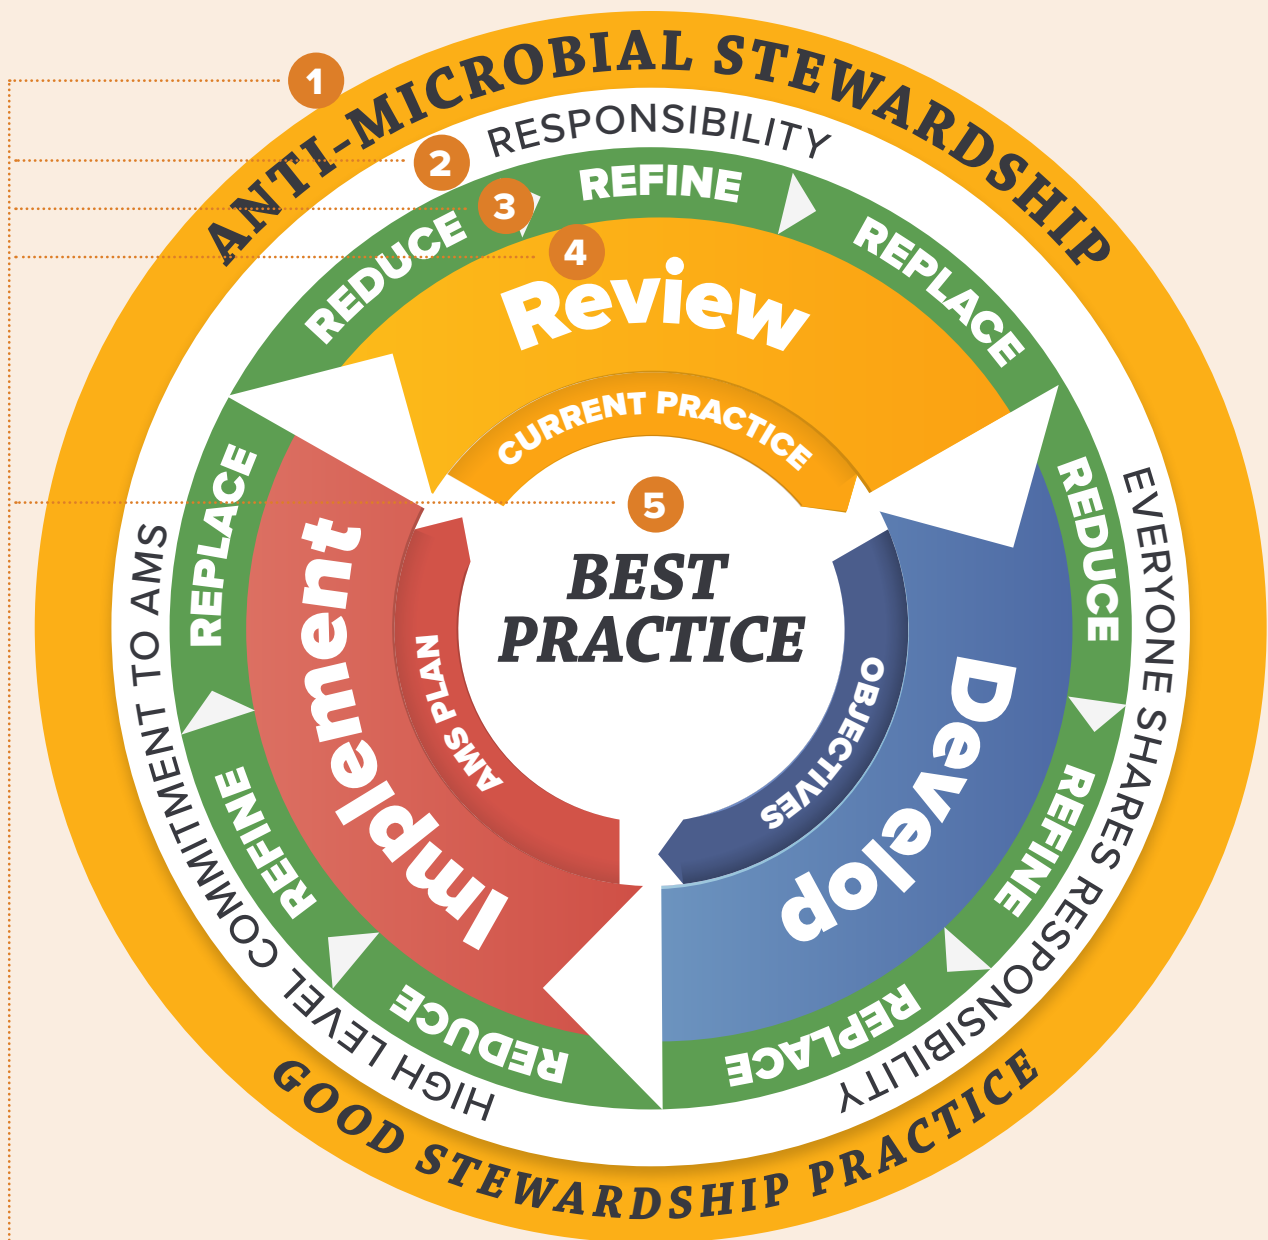 ANTI-MICROBIAL STEWARDSHIP
1
RESPONSIBILITY
2
REFINE
3
REDUCE
REPLACE
4
Review
CURRENT PRACTICE
5
BEST
PRACTICE
REDUCE
REFINE
REPLACE
EVERYONE SHARES RESPONSIBILITY
Develop
OBJECTIVES
REDUCE
REFINE
REPLACE
HIGH LEVEL COMMITMENT TO AMS
Implement
AMS PLAN
GOOD STEWARDSHIP PRACTICE